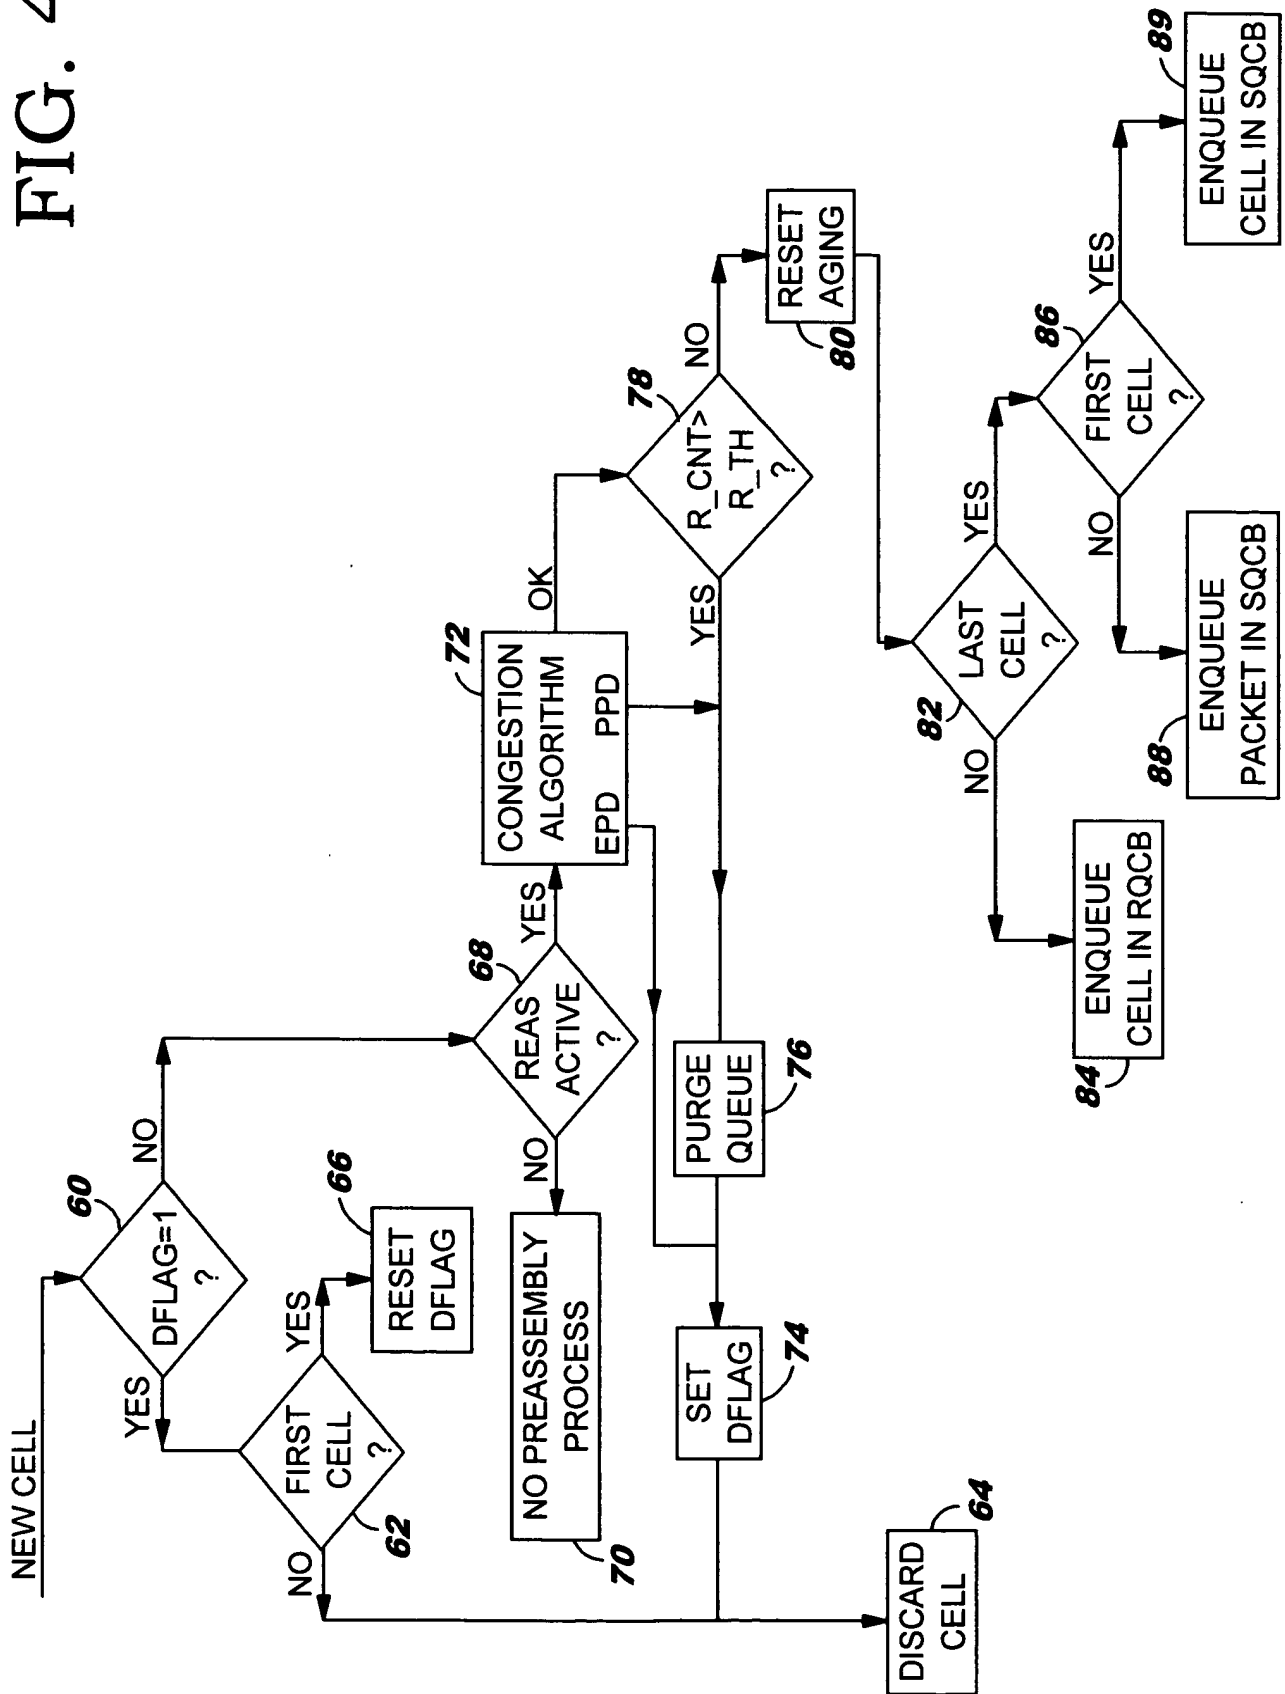 FIG. 4
NEW CELL
60
DFLAG=1
?
YES
NO
62
FIRST
CELL
?
YES
NO
66
RESET
DFLAG
68
REAS
ACTIVE
?
YES
NO
NO PREASSEMBLY
PROCESS
70
72
CONGESTION
ALGORITHM
EPD PPD
OK
78
R_CNT>
R_TH
?
YES
NO
PURGE
QUEUE
76
SET
DFLAG
74
DISCARD
CELL
64
RESET
AGING
80
LAST
CELL
?
82
YES
NO
86
FIRST
CELL
?
YES
NO
ENQUEUE
CELL IN RQCB
84
ENQUEUE
PACKET IN SQCB
88
ENQUEUE
CELL IN SQCB
89